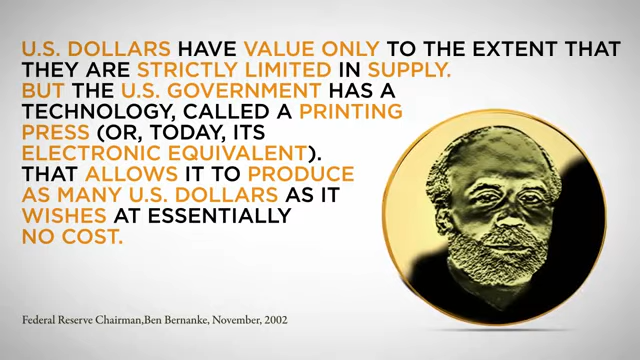 U.S. DOLLARS HAVE VALUE ONLY TO THE EXTENT THAT
THEY ARE STRICTLY LIMITED IN SUPPLY.
BUT THE U.S. GOVERNMENT HAS A
TECHNOLOGY, CALLED A PRINTING
PRESS (OR, TODAY, ITS
ELECTRONIC EQUIVALENT).
THAT ALLOWS IT TO PRODUCE
AS MANY U.S. DOLLARS AS IT
WISHES AT ESSENTIALLY
NO COST.
Federal Reserve Chairman,Ben Bernanke, November, 2002